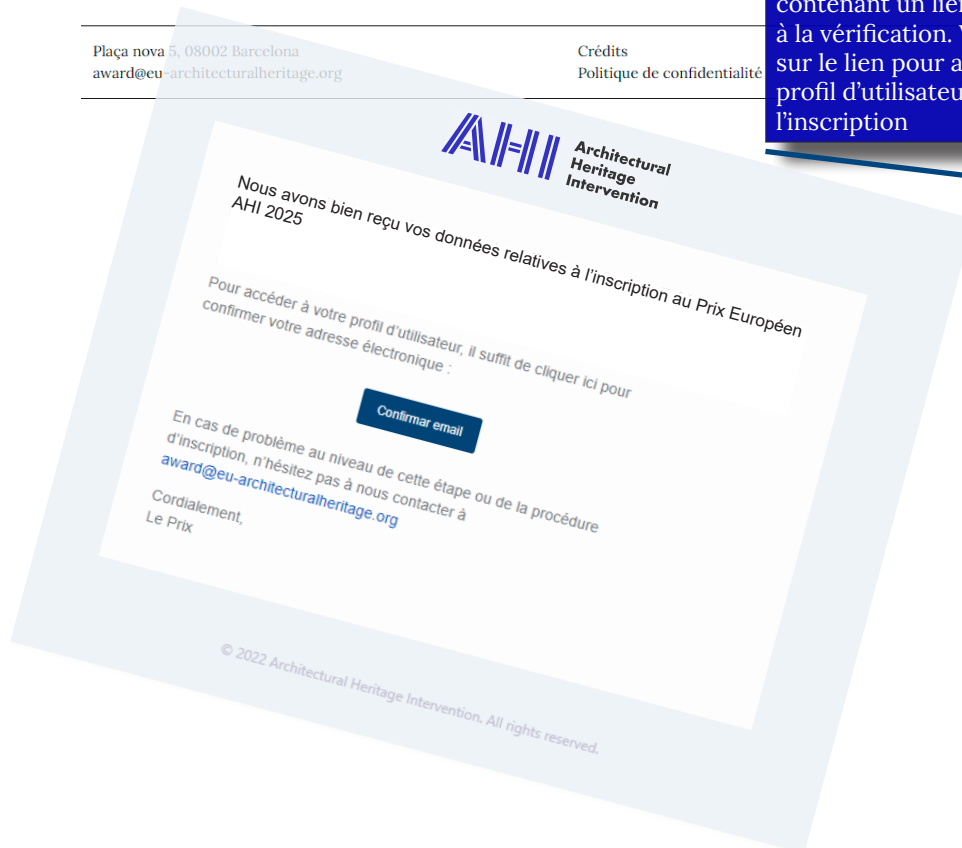 contenant un lien
à la vérification.
sur le lien pour a
profil d'utilisateu
l'inscription
Plaça nova 5, 08002 Barcelona
award@eu-architecturalheritage.org
Crédits
Politique de confidentialité
AHI Architectural
Heritage
Intervention
Nous avons bien reçu vos données relatives à l'inscription au Prix Européen
AHI 2025
Pour accéder à votre profil d'utilisateur, il suffit de cliquer ici pour
confirmer votre adresse électronique :
Confirmar email
En cas de problème au niveau de cette étape ou de la procédure
d'inscription, n'hésitez pas à nous contacter à
award@eu-architecturalheritage.org
Cordialement,
Le Prix
© 2022 Architectural Heritage Intervention. All rights reserved.